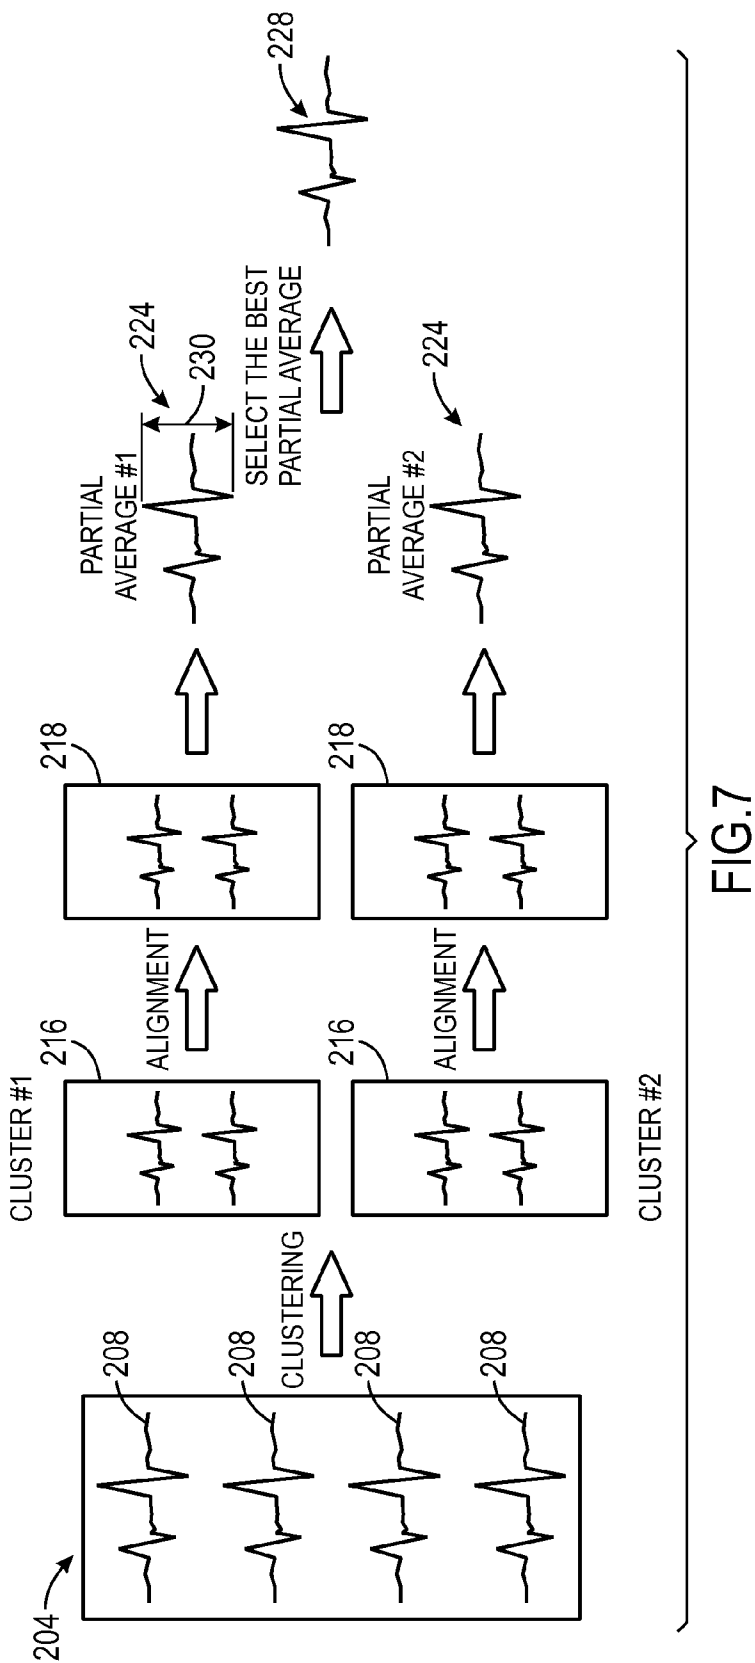 204
208
208
208
208
CLUSTERING
CLUSTER #1
216
216
CLUSTER #2
ALIGNMENT
ALIGNMENT
218
218
PARTIAL
AVERAGE #1
224
230
PARTIAL
AVERAGE #2
224
SELECT THE BEST
PARTIAL AVERAGE
228
FIG.7